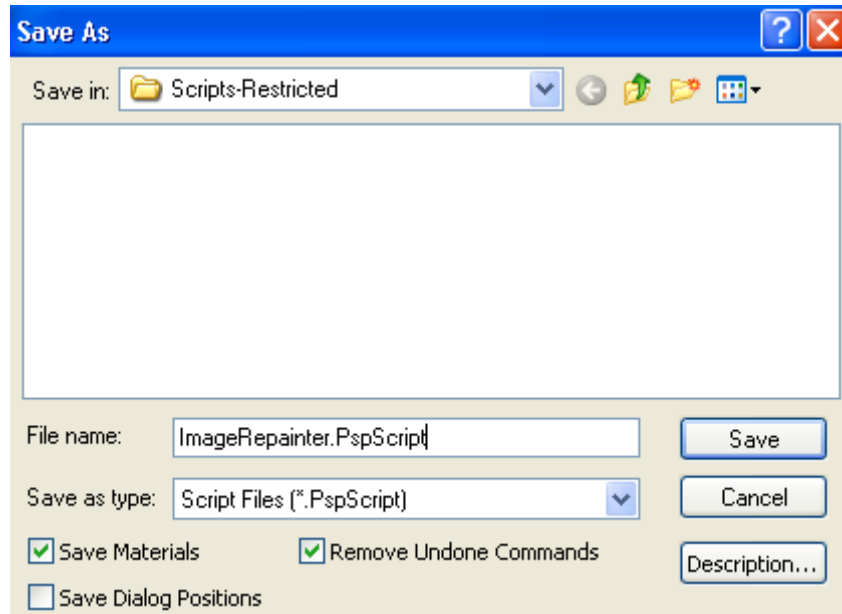 Save As
Save in: Scripts-Restricted
File name: ImageRepainter.PspScript Save
Save as type: Script Files (*.PspScript) Cancel
Save Materials Remove Undone Commands Description...
Save Dialog Positions